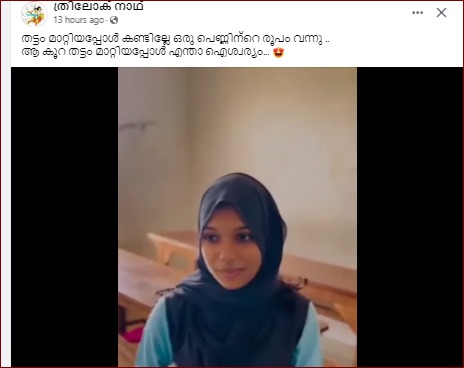 ത്രിലോക് നാഥ്
13 hours ago ·
തട്ടം മാറ്റിയപ്പോൾ കണ്ടില്ലേ ഒരു പെണ്ണിന്റെ രൂപം വന്നു ..
ആ കൂറ തട്ടം മാറ്റിയപ്പോൾ എന്താ ഐശ്വര്യം... 😍